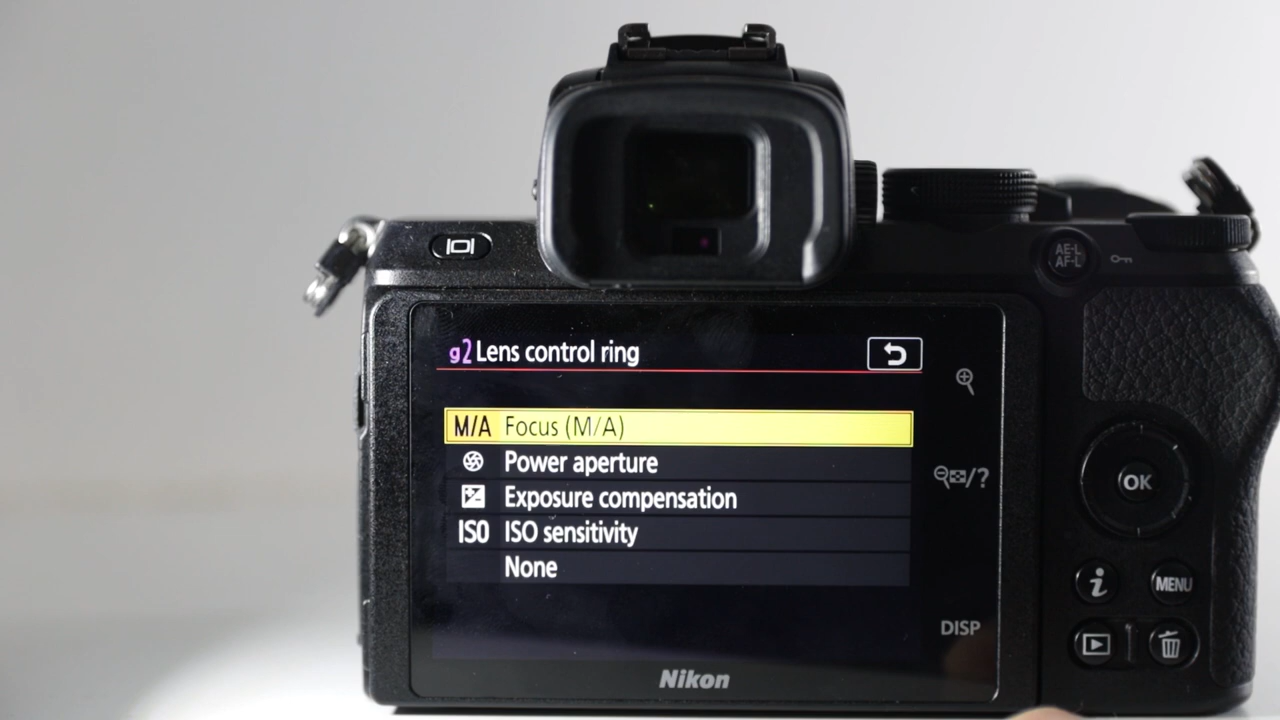 AE-L
AF-L
g2 Lens control ring
M/A Focus (M/A)
Power aperture
Exposure compensation
ISO ISO sensitivity
None
/?
OK
i
MENU
DISP
Nikon